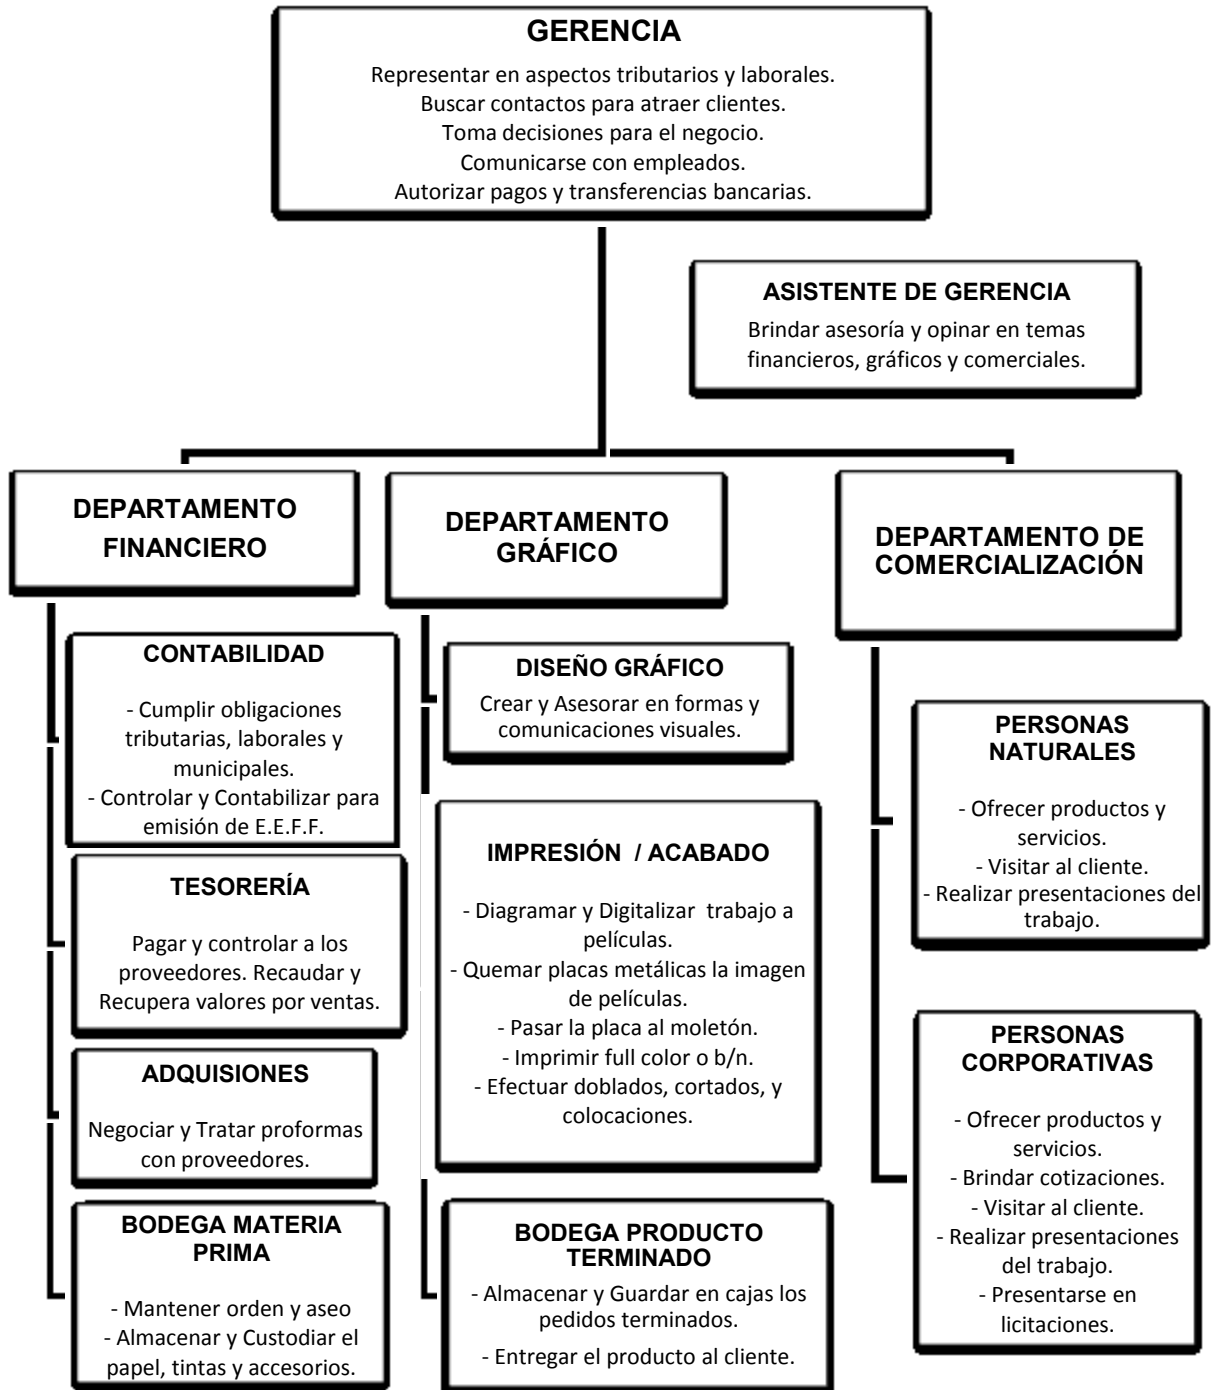 GERENCIA
Representar en aspectos tributarios y laborales.
Buscar contactos para atraer clientes.
Toma decisiones para el negocio.
Comunicarse con empleados.
Autorizar pagos y transferencias bancarias.
ASISTENTE DE GERENCIA
Brindar asesoría y opinar en temas
financieros, gráficos y comerciales.
DEPARTAMENTO
FINANCIERO
CONTABILIDAD
- Cumplir obligaciones
tributarias, laborales y
municipales.
- Controlar y Contabilizar para
emisión de E.E.F.F.
TESORERÍA
Pagar y controlar a los
proveedores. Recaudar y
Recupera valores por ventas.
ADQUISIONES
Negociar y Tratar proformas
con proveedores.
BODEGA MATERIA
PRIMA
- Mantener orden y aseo
- Almacenar y Custodiar el
papel, tintas y accesorios.
DEPARTAMENTO
GRÁFICO
DISEÑO GRÁFICO
Crear y Asesorar en formas y
comunicaciones visuales.
IMPRESIÓN / ACABADO
- Diagramar y Digitalizar trabajo a
películas.
- Quemar placas metálicas la imagen
de películas.
- Pasar la placa al moletón.
- Imprimir full color o b/n.
- Efectuar doblados, cortados, y
colocaciones.
BODEGA PRODUCTO
TERMINADO
- Almacenar y Guardar en cajas los
pedidos terminados.
- Entregar el producto al cliente.
DEPARTAMENTO DE
COMERCIALIZACIÓN
PERSONAS
NATURALES
- Ofrecer productos y
servicios.
- Visitar al cliente.
- Realizar presentaciones del
trabajo.
PERSONAS
CORPORATIVAS
- Ofrecer productos y
servicios.
- Brindar cotizaciones.
- Visitar al cliente.
- Realizar presentaciones
del trabajo.
- Presentarse en
licitaciones.